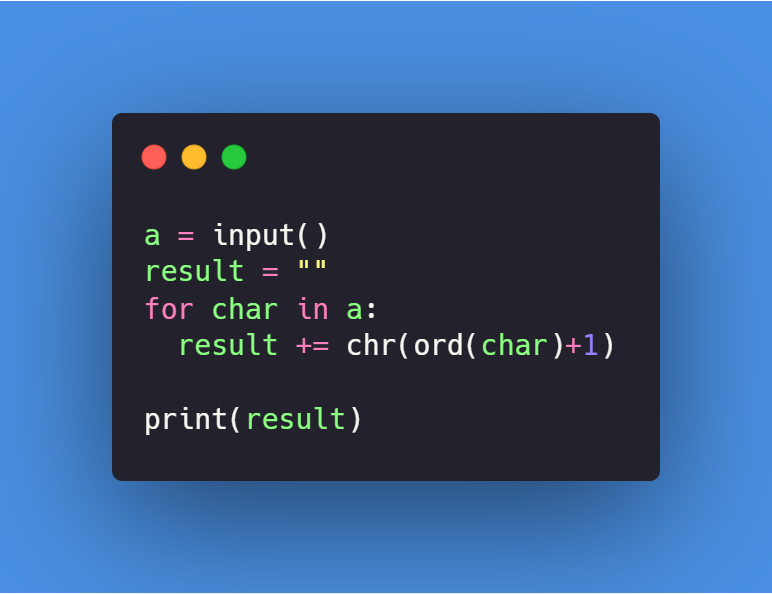 a = input()
result = ""
for char in a:
  result += chr(ord(char)+1)

print(result)